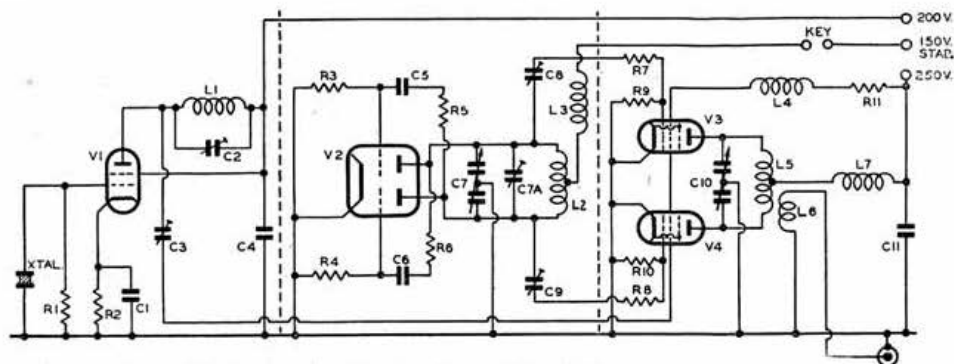 200V.
KEY
150V.
STAB.
250V.
L1
C2
V1
C3
C4
XTAL.
R1
R2
C1
R3
C5
R5
V2
C7
C7A
L2
R6
R4
C6
C8
L3
C9
R7
R9
V3
L4
R11
C10
L5
L7
L6
V4
R10
R8
C11